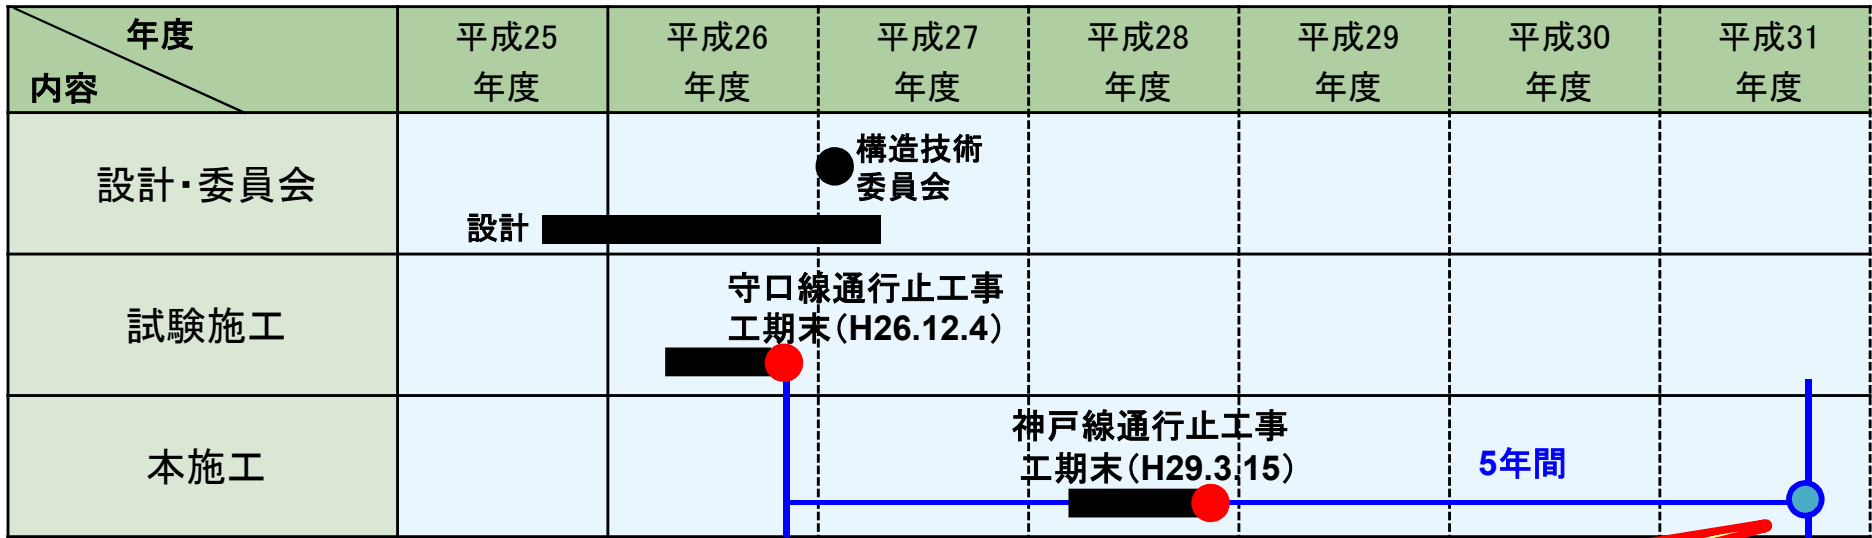 年度
内容
平成25
年度
平成26
年度
平成27
年度
平成28
年度
平成29
年度
平成30
年度
平成31
年度
設計・委員会
構造技術
委員会
設計
試験施工
守口線通行止工事
工期末（H26.12.4）
本施工
神戸線通行止工事
工期末（H29.3.15）
5年間